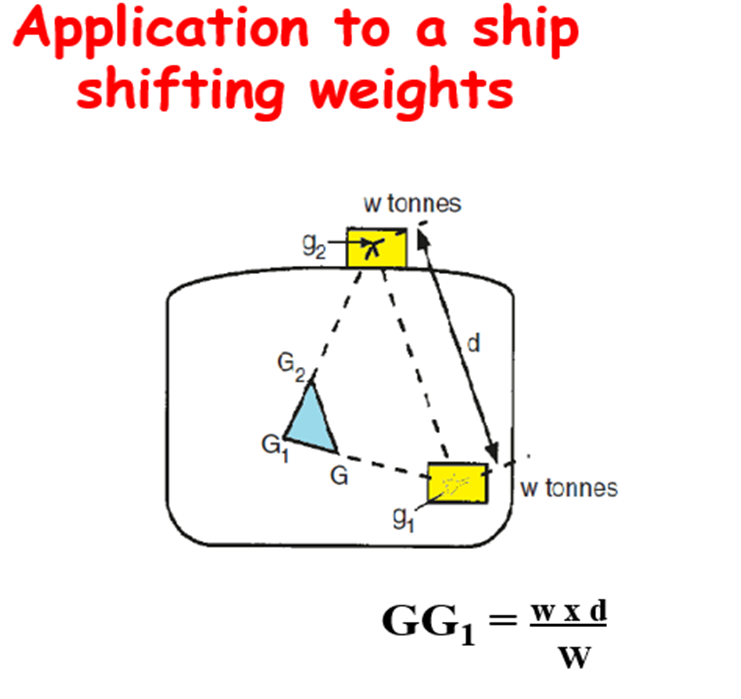 Application to a ship
shifting weights
w tonnes
g₂
d
G₂
G₁
G
w tonnes
g₁
GG₁ = w x d
W